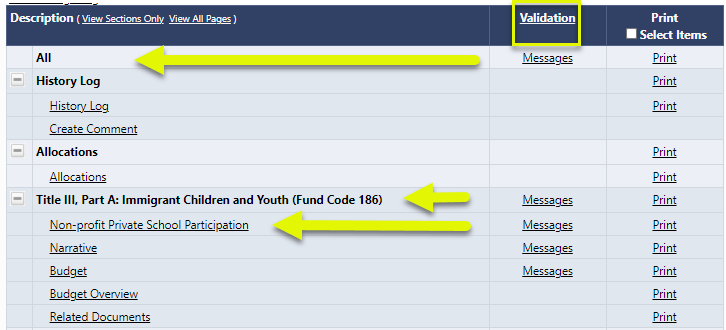 Description ( View Sections Only View All Pages ) Validation Print
Select Items
All Messages Print
History Log Print
History Log Print
Create Comment
Allocations Print
Allocations Print
Title III, Part A: Immigrant Children and Youth (Fund Code 186) Messages Print
Non-profit Private School Participation Messages Print
Narrative Messages Print
Budget Messages Print
Budget Overview Print
Related Documents Print